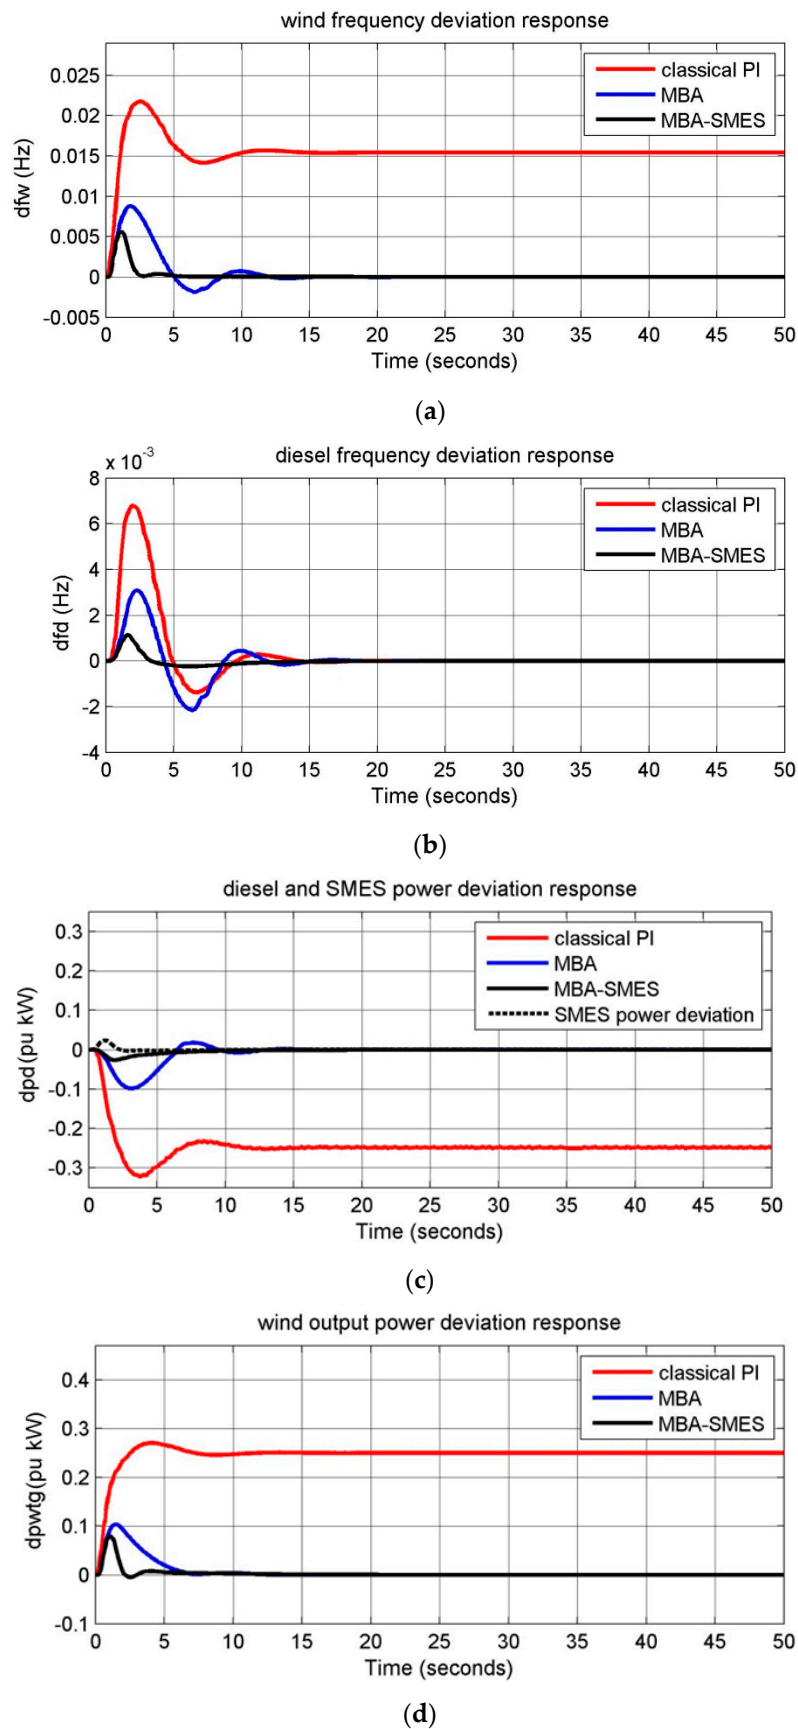 wind frequency deviation response
0.025
0.02
0.015
0.01
0.005
0
-0.005
dfw (Hz)
classical PI
MBA
MBA-SMES
0 5 10 15 20 25 30 35 40 45 50
Time (seconds)
(a)
x 10^-3
diesel frequency deviation response
8
6
4
2
0
-2
-4
dfd (Hz)
classical PI
MBA
MBA-SMES
0 5 10 15 20 25 30 35 40 45 50
Time (seconds)
(b)
diesel and SMES power deviation response
0.3
0.2
0.1
0
-0.1
-0.2
-0.3
dpd(pu kW)
classical PI
MBA
MBA-SMES
SMES power deviation
0 5 10 15 20 25 30 35 40 45 50
Time (seconds)
(c)
wind output power deviation response
0.4
0.3
0.2
0.1
0
-0.1
dpwtg(pu kW)
classical PI
MBA
MBA-SMES
0 5 10 15 20 25 30 35 40 45 50
Time (seconds)
(d)